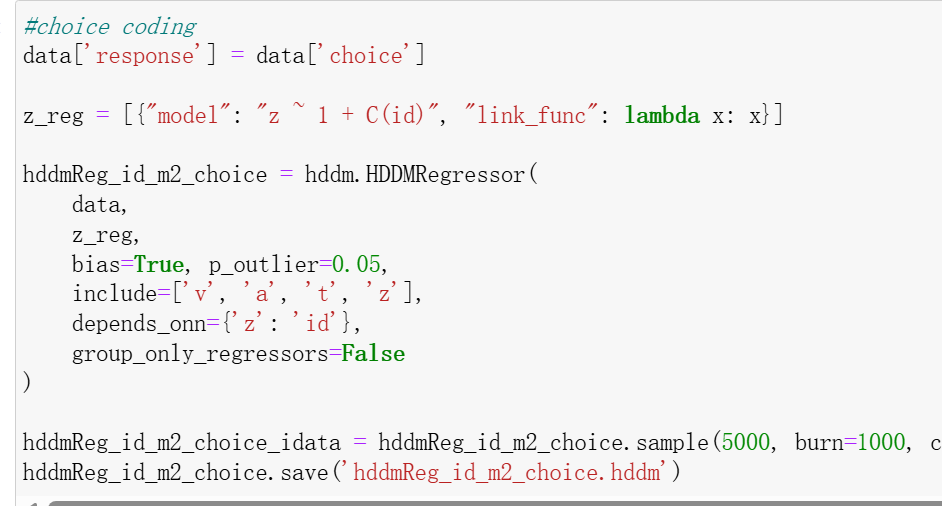 #choice coding
data['response'] = data['choice']
z_reg = [{"model": "z ~ 1 + C(id)", "link_func": lambda x: x}]
hddmReg_id_m2_choice = hddm.HDDMRegressor(
    data,
    z_reg,
    bias=True, p_outlier=0.05,
    include=['v', 'a', 't', 'z'],
    depends_onn={'z': 'id'},
    group_only_regressors=False
)
hddmReg_id_m2_choice_idata = hddmReg_id_m2_choice.sample(5000, burn=1000, c
hddmReg_id_m2_choice.save('hddmReg_id_m2_choice.hddm')